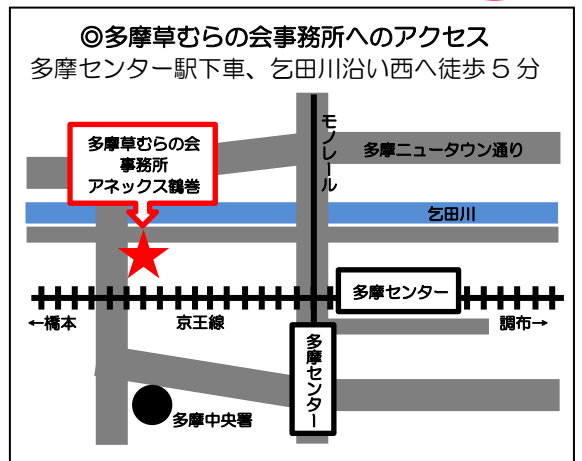 ◎多摩草むらの会事務所へのアクセス
多摩センター駅下車、乞田川沿い西へ徒歩5分
多摩草むらの会
事務所
アネックス鶴巻
モノレール
多摩ニュータウン通り
乞田川
多摩センター
←橋本
京王線
調布→
多摩センター
多摩中央署